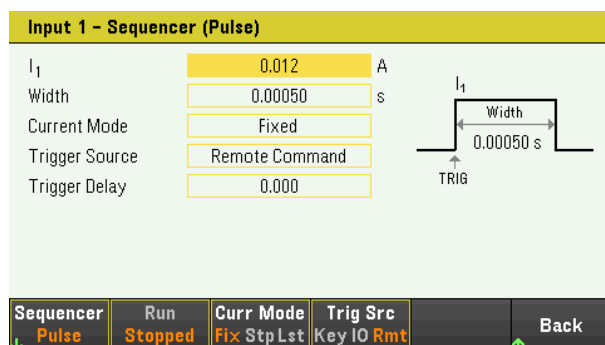 Input 1 – Sequencer (Pulse)
I1 0.012 A
Width 0.00050 s
Current Mode Fixed
Trigger Source Remote Command
Trigger Delay 0.000
I1
Width
0.00050 s
TRIG
Sequencer Run Curr Mode Trig Src
Pulse Stopped Fix Stp Lst Key IO Rmt Back